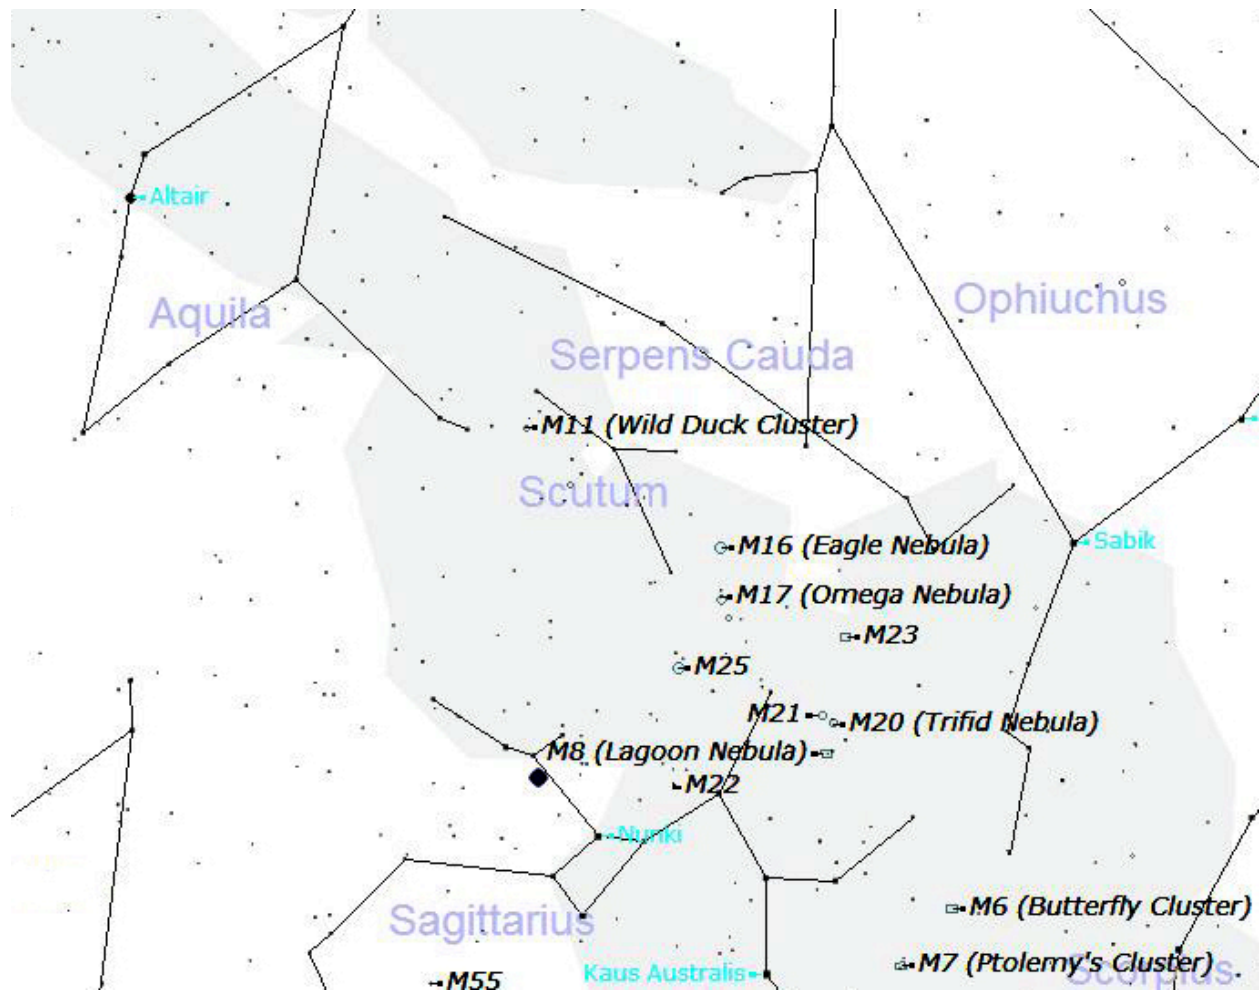 Altair
Aquila
Ophiuchus
Serpens Cauda
M11 (Wild Duck Cluster)
Scutum
M16 (Eagle Nebula)
Sabik
M17 (Omega Nebula)
M23
M25
M21
M20 (Trifid Nebula)
M8 (Lagoon Nebula)
M22
Nunki
Sagittarius
M6 (Butterfly Cluster)
M7 (Ptolemy's Cluster)
Scorpius
Kaus Australis
M55